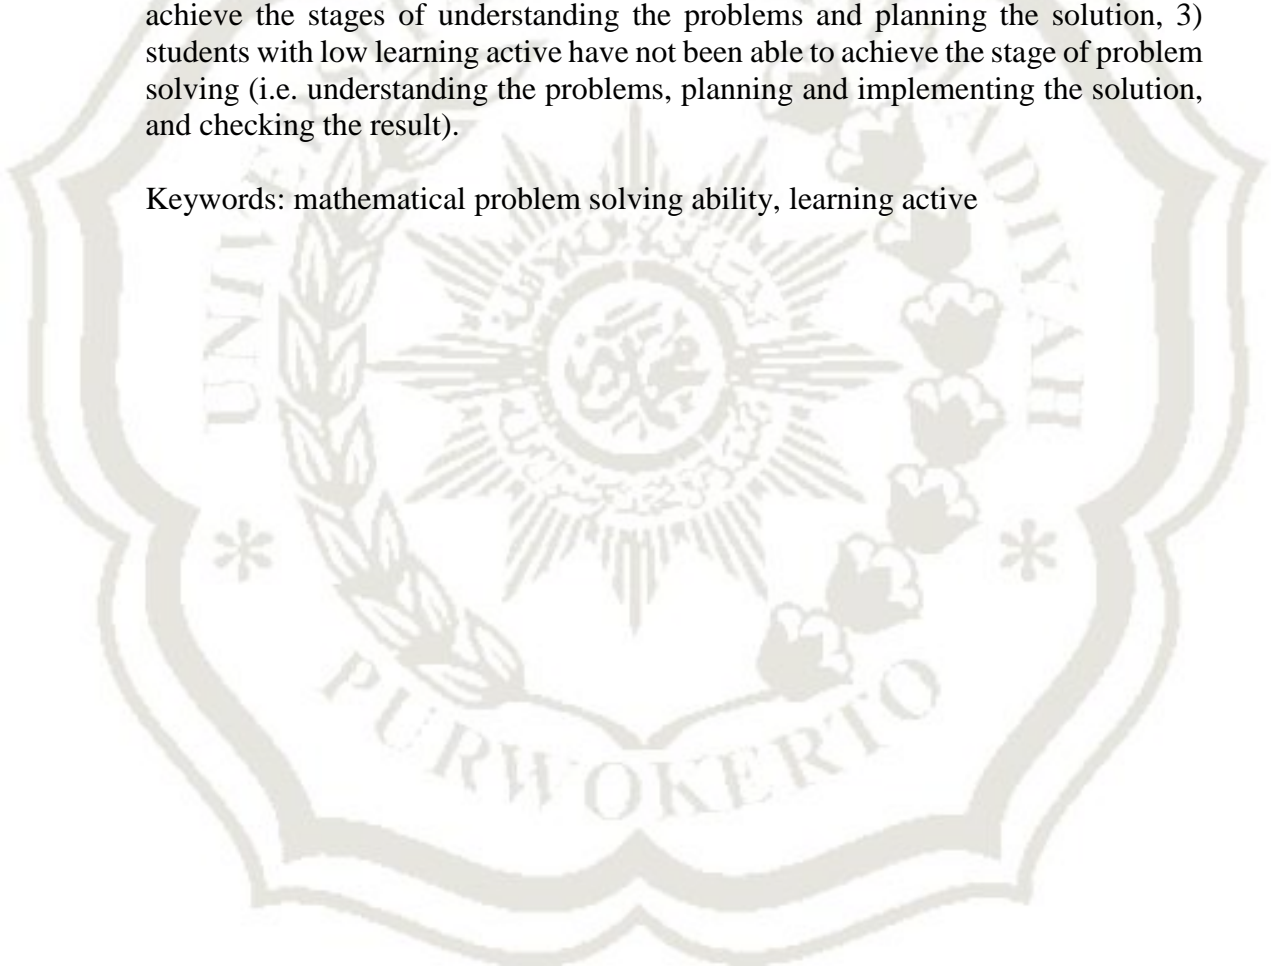 achieve the stages of understanding the problems and planning the solution, 3)
students with low learning active have not been able to achieve the stage of problem
solving (i.e. understanding the problems, planning and implementing the solution,
and checking the result).
Keywords: mathematical problem solving ability, learning active
PURWOKERTO